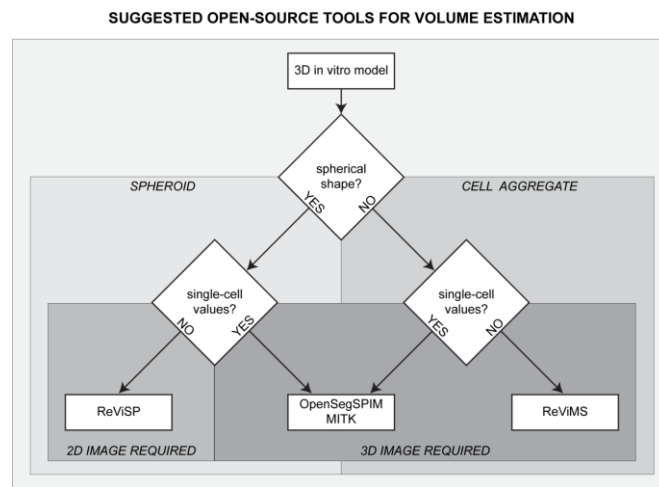 SUGGESTED OPEN-SOURCE TOOLS FOR VOLUME ESTIMATION
3D in vitro model
spherical
shape?
SPHEROID
CELL AGGREGATE
YES
NO
single-cell
values?
single-cell
values?
NO
YES
YES
NO
ReViSP
OpenSegSPIM
MITK
ReViMS
2D IMAGE REQUIRED
3D IMAGE REQUIRED